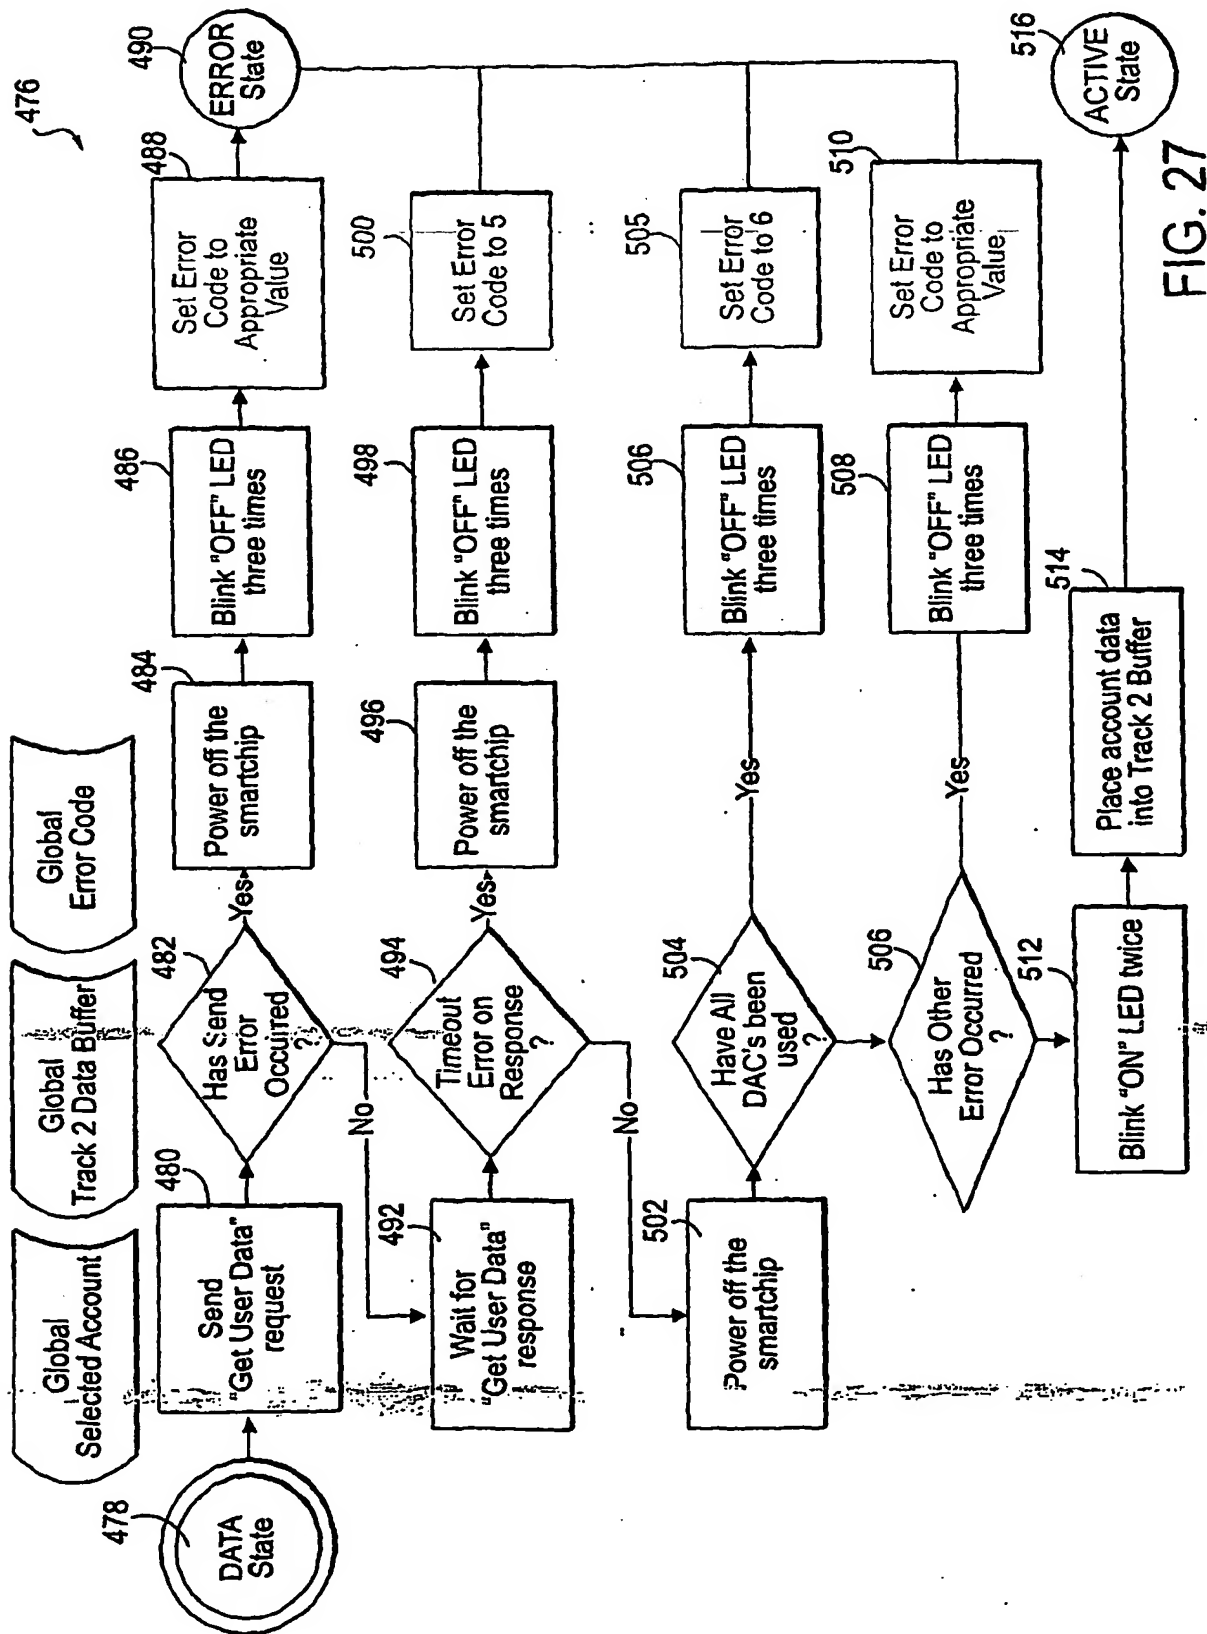 476
Global
Selected Account
Global
Track 2 Data Buffer
Global
Error Code
478
DATA
State
480
Send
"Get User Data"
request
482
Has Send
Error
Occurred
?
Yes
No
484
Power off the
smartchip
486
Blink "OFF" LED
three times
488
Set Error
Code to
Appropriate
Value
490
ERROR
State
492
Wait for
"Get User Data"
response
494
Timeout
Error on
Response
?
Yes
No
496
Power off the
smartchip
498
Blink "OFF" LED
three times
500
Set Error
Code to 5
502
Power off the
smartchip
504
Have All
DAC's been
used
?
Yes
506
Blink "OFF" LED
three times
505
Set Error
Code to 6
506
Has Other
Error Occurred
?
Yes
508
Blink "OFF" LED
three times
510
Set Error
Code to
Appropriate
Value
512
Blink "ON" LED twice
514
Place account data
into Track 2 Buffer
516
ACTIVE
State
FIG. 27